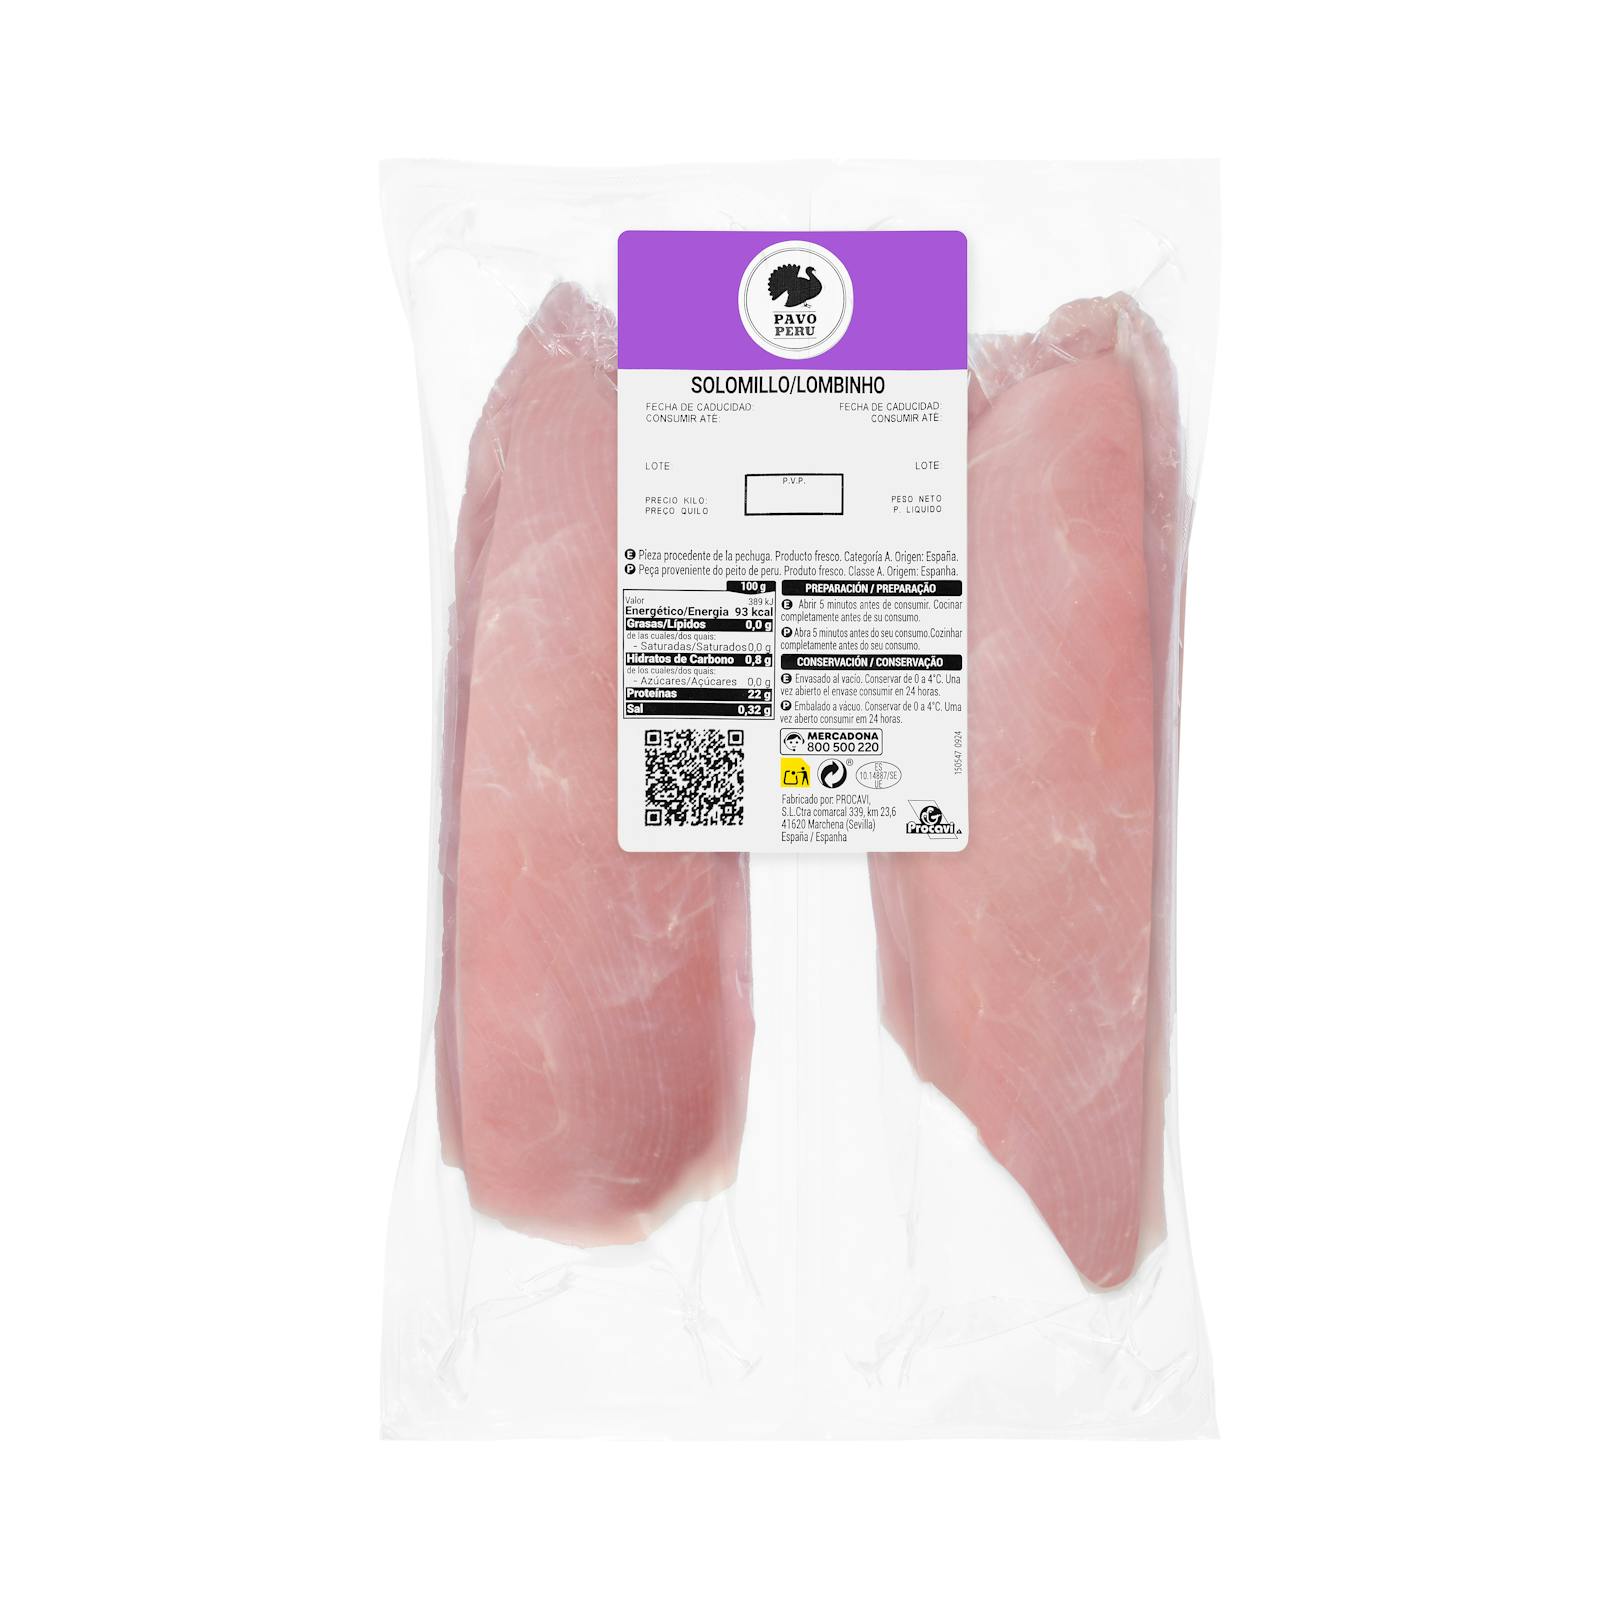 PAVO
PERU
SOLOMILLO/LOMBINHO
FECHA DE CADUCIDAD:
CONSUMIR ATÉ:
FECHA DE CADUCIDAD:
CONSUMIR ATÉ:
LOTE:
LOTE:
P.V.P.
PRECIO KILO:
PREÇO QUILO
PESO NETO
P. LIQUIDO
E Pieza procedente de la pechuga. Producto fresco. Categoría A. Origen: España.
P Peça proveniente do peito de peru. Produto fresco. Classe A. Origem: Espanha.
100 g
Valor 389 kJ
Energético/Energia 93 kcal
Grasas/Lípidos 0,0 g
de las cuales/dos quais:
- Saturadas/Saturados 0,0 g
Hidratos de Carbono 0,8 g
de los cuales/dos quais:
- Azúcares/Açúcares 0,0 g
Proteínas 22 g
Sal 0,32 g
PREPARACIÓN / PREPARAÇÃO
E Abrir 5 minutos antes de consumir. Cocinar
completamente antes de su consumo.
P Abra 5 minutos antes do seu consumo.Cozinhar
completamente antes do seu consumo.
CONSERVACIÓN / CONSERVAÇÃO
E Envasado al vacío. Conservar de 0 a 4°C. Una
vez abierto el envase consumir en 24 horas.
P Embalado a vácuo. Conservar de 0 a 4°C. Uma
vez aberto consumir em 24 horas.
MERCADONA
800 500 220
®
ES
10.14887/SE
UE
150547 0924
Fabricado por: PROCAVI,
S.L.Ctra comarcal 339, km 23,6
41620 Marchena (Sevilla)
España / Espanha
Procavi